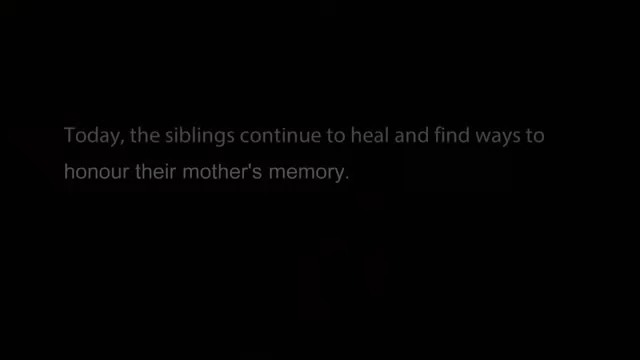 Today, the siblings continue to heal and find ways to
honour their mother's memory.